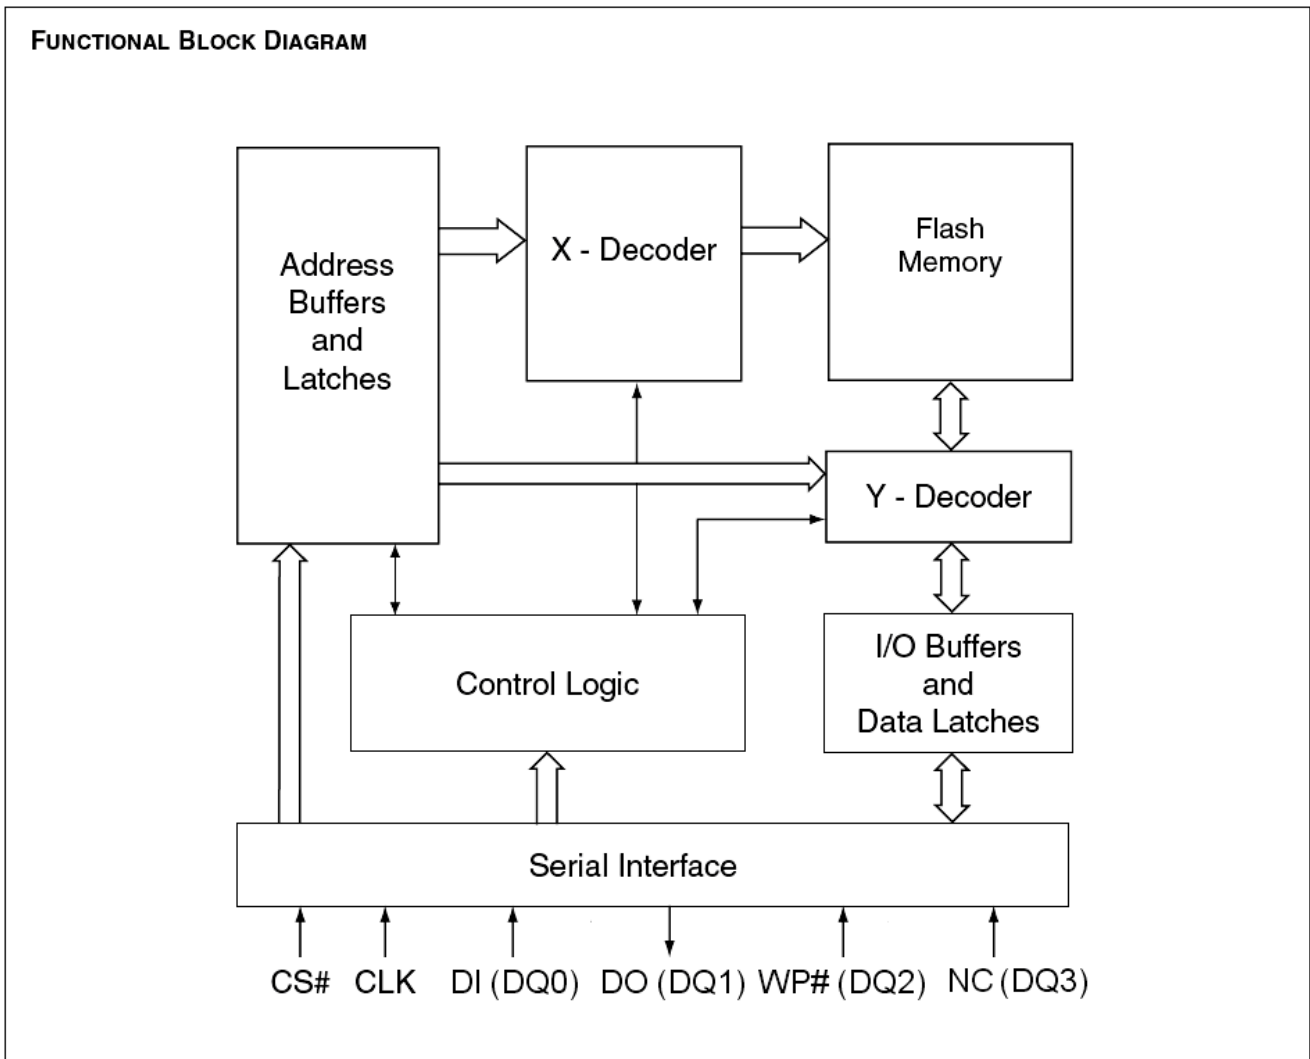 FUNCTIONAL BLOCK DIAGRAM
Address
Buffers
and
Latches
X - Decoder
Flash
Memory
Y - Decoder
Control Logic
I/O Buffers
and
Data Latches
Serial Interface
CS# CLK DI (DQ0) DO (DQ1) WP# (DQ2) NC (DQ3)